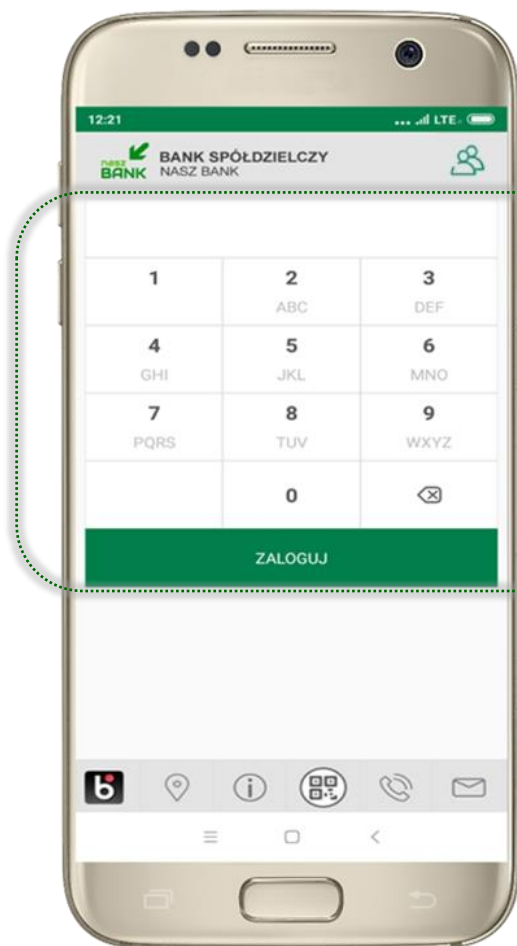 12:21 ... LTE
nasz BANK BANK SPÓŁDZIELCZY
NASZ BANK
1 2 3
ABC DEF
4 5 6
GHI JKL MNO
7 8 9
PQRS TUV WXYZ
0
ZALOGUJ
b i